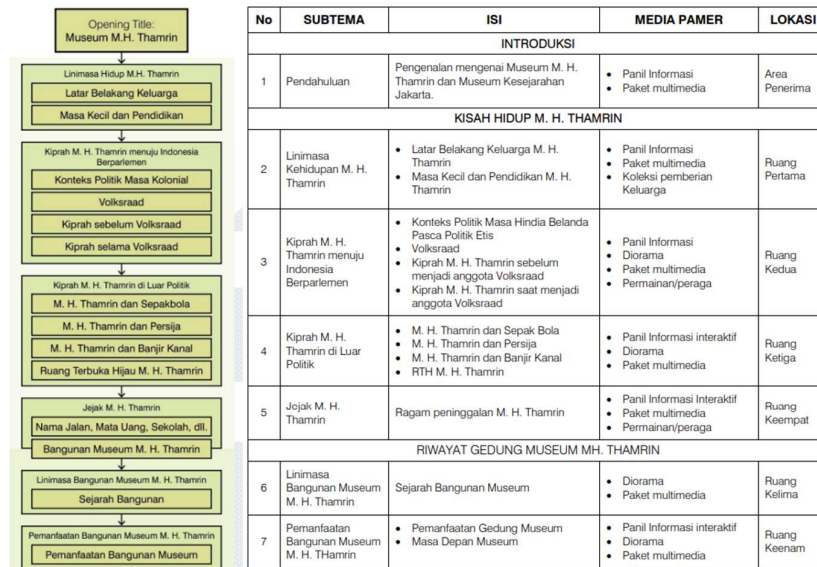 Opening Title:
Museum M.H. Thamrin
Linimasa Hidup M.H. Thamrin
Latar Belakang Keluarga
Masa Kecil dan Pendidikan
Kiprah M. H. Thamrin menuju Indonesia
Berparlemen
Konteks Politik Masa Kolonial
Volksraad
Kiprah sebelum Volksraad
Kiprah selama Volksraad
Kiprah M. H. Thamrin di Luar Politik
M. H. Thamrin dan Sepakbola
M. H. Thamrin dan Persija
M. H. Thamrin dan Banjir Kanal
Ruang Terbuka Hijau M. H. Thamrin
Jejak M. H. Thamrin
Nama Jalan, Mata Uang, Sekolah, dll.
Bangunan Museum M. H. Thamrin
Linimasa Bangunan Museum M. H. Thamrin
Sejarah Bangunan
Pemanfaatan Bangunan Museum M. H. Thamrin
Pemanfaatan Bangunan Museum
No SUBTEMA ISI MEDIA PAMER LOKASI
INTRODUKSI
1
Pendahuluan
Pengenalan mengenai Museum M. H.
Thamrin dan Museum Kesejarahan
Jakarta.
• Panil Informasi
• Paket multimedia
Area
Penerima
KISAH HIDUP M. H. THAMRIN
2
Linimasa
Kehidupan M. H.
Thamrin
• Latar Belakang Keluarga M. H.
Thamrin
• Masa Kecil dan Pendidikan M. H.
Thamrin
• Panil Informasi
• Paket multimedia
• Koleksi pemberian
Keluarga
Ruang
Pertama
3
Kiprah M. H.
Thamrin menuju
Indonesia
Berparlemen
• Konteks Politik Masa Hindia Belanda
Pasca Politik Etis
• Volksraad
• Kiprah M. H. Thamrin sebelum
menjadi anggota Volksraad
• Kiprah M. H. Thamrin saat menjadi
anggota Volksraad
• Panil Informasi
• Diorama
• Paket multimedia
• Permainan/peraga
Ruang
Kedua
4
Kiprah M. H.
Thamrin di Luar
Politik
• M. H. Thamrin dan Sepak Bola
• M. H. Thamrin dan Persija
• M. H. Thamrin dan Banjir Kanal
• RTH M. H. Thamrin
• Panil Informasi interaktif
• Diorama
• Paket multimedia
Ruang
Ketiga
5
Jejak M. H.
Thamrin
Ragam peninggalan M. H. Thamrin
• Panil Informasi Interaktif
• Paket multimedia
• Permainan/peraga
Ruang
Keempat
RIWAYAT GEDUNG MUSEUM MH. THAMRIN
6
Linimasa
Bangunan Museum
M. H. Thamrin
Sejarah Bangunan Museum
• Diorama
• Paket multimedia
Ruang
Kelima
7
Pemanfaatan
Bangunan Museum
M. H. THamrin
• Pemanfaatan Gedung Museum
• Masa Depan Museum
• Panil Informasi interaktif
• Diorama
• Paket multimedia
Ruang
Keenam